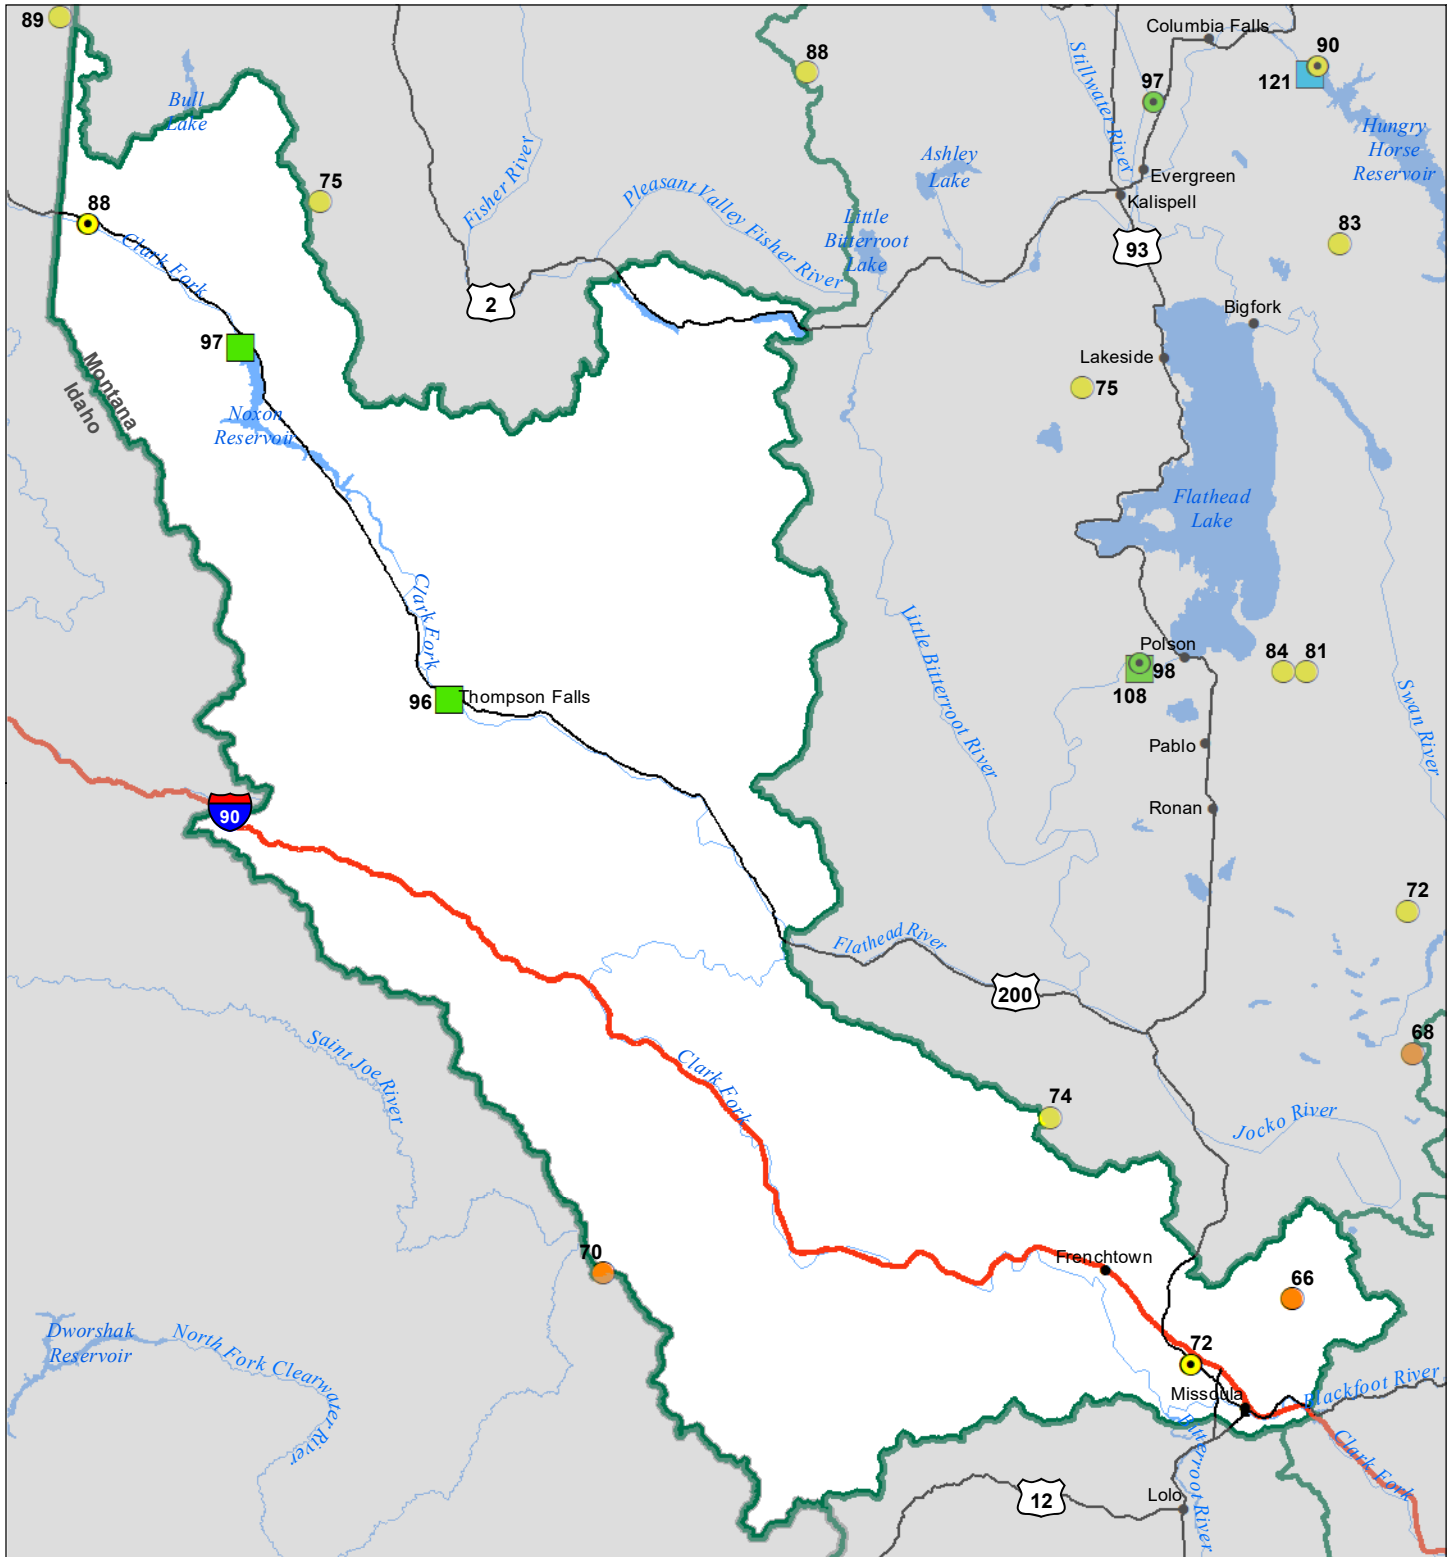 89
88
Columbia Falls
90
121
97
Stillwater River
Hungry
Horse
Reservoir
Bull
Lake
Fisher River
Ashley
Lake
Evergreen
Kalispell
75
Pleasant Valley Fisher River
Little
Bitterroot
Lake
88
93
83
Clark Fork
2
Bigfork
97
Lakeside
Montana
Idaho
75
Noxon
Reservoir
Flathead
Lake
Clark Fork
Little Bitterroot River
Polson
84
81
98
108
96
Thompson Falls
Swan River
Pablo
90
Ronan
72
Flathead River
200
Saint Joe River
Clark Fork
68
74
Jocko River
70
Frenchtown
66
Dworshak
Reservoir
North Fork Clearwater
River
72
Missoula
Blackfoot River
Bitterroot River
Clark Fork
12
Lolo